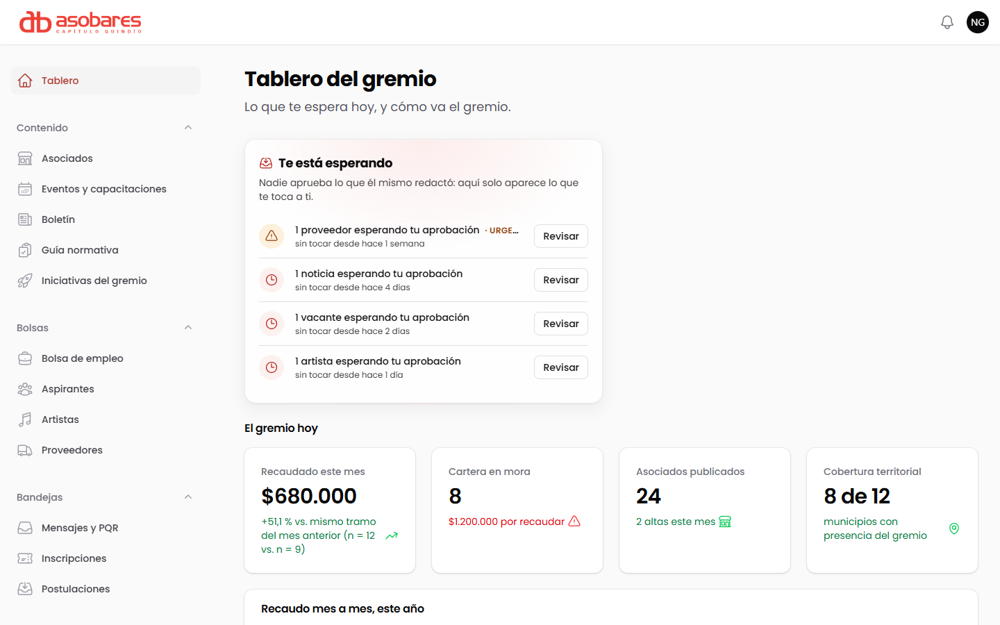 asobares
CAPÍTULO QUINDÍO
NG
Tablero
Contenido
Asociados
Eventos y capacitaciones
Boletín
Guía normativa
Iniciativas del gremio
Bolsas
Bolsa de empleo
Aspirantes
Artistas
Proveedores
Bandejas
Mensajes y PQR
Inscripciones
Postulaciones
Tablero del gremio
Lo que te espera hoy, y cómo va el gremio.
Te está esperando
Nadie aprueba lo que él mismo redactó: aquí solo aparece lo que
te toca a ti.
1 proveedor esperando tu aprobación · URGE...
sin tocar desde hace 1 semana
Revisar
1 noticia esperando tu aprobación
sin tocar desde hace 4 días
Revisar
1 vacante esperando tu aprobación
sin tocar desde hace 2 días
Revisar
1 artista esperando tu aprobación
sin tocar desde hace 1 día
Revisar
El gremio hoy
Recaudado este mes
$680.000
+51,1 % vs. mismo tramo
del mes anterior (n = 12
vs. n = 9)
Cartera en mora
8
$1.200.000 por recaudar
Asociados publicados
24
2 altas este mes
Cobertura territorial
8 de 12
municipios con
presencia del gremio
Recaudo mes a mes, este año